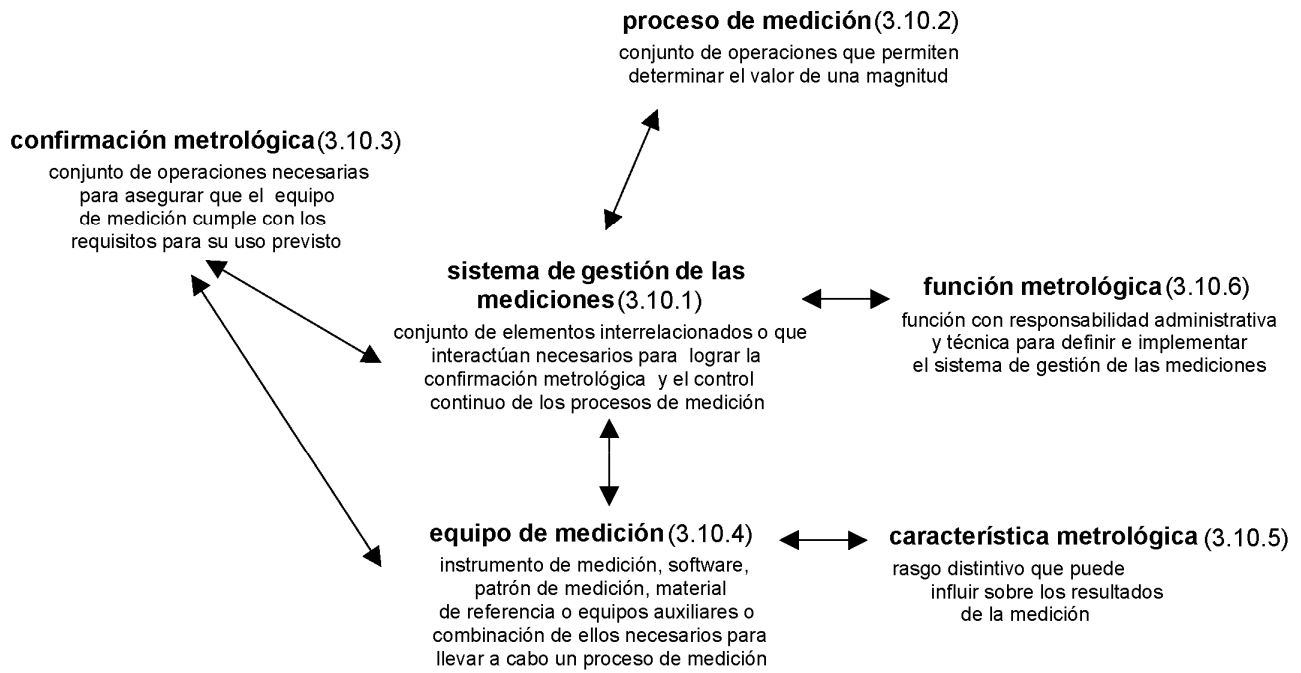 proceso de medición (3.10.2)
conjunto de operaciones que permiten
determinar el valor de una magnitud
confirmación metrológica (3.10.3)
conjunto de operaciones necesarias
para asegurar que el equipo
de medición cumple con los
requisitos para su uso previsto
sistema de gestión de las
mediciones (3.10.1)
conjunto de elementos interrelacionados o que
interactúan necesarios para lograr la
confirmación metrológica y el control
continuo de los procesos de medición
función metrológica (3.10.6)
función con responsabilidad administrativa
y técnica para definir e implementar
el sistema de gestión de las mediciones
equipo de medición (3.10.4)
instrumento de medición, software,
patrón de medición, material
de referencia o equipos auxiliares o
combinación de ellos necesarios para
llevar a cabo un proceso de medición
característica metrológica (3.10.5)
rasgo distintivo que puede
influir sobre los resultados
de la medición